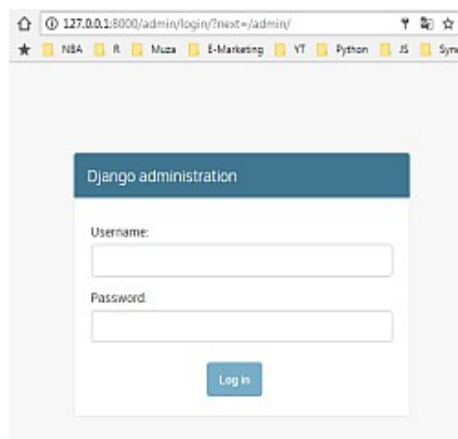 127.0.0.1:8000/admin/login/?next=/admin/
NBA R Muza E-Marketing YT Python JS Syne
Django administration
Username:
Password:
Log in